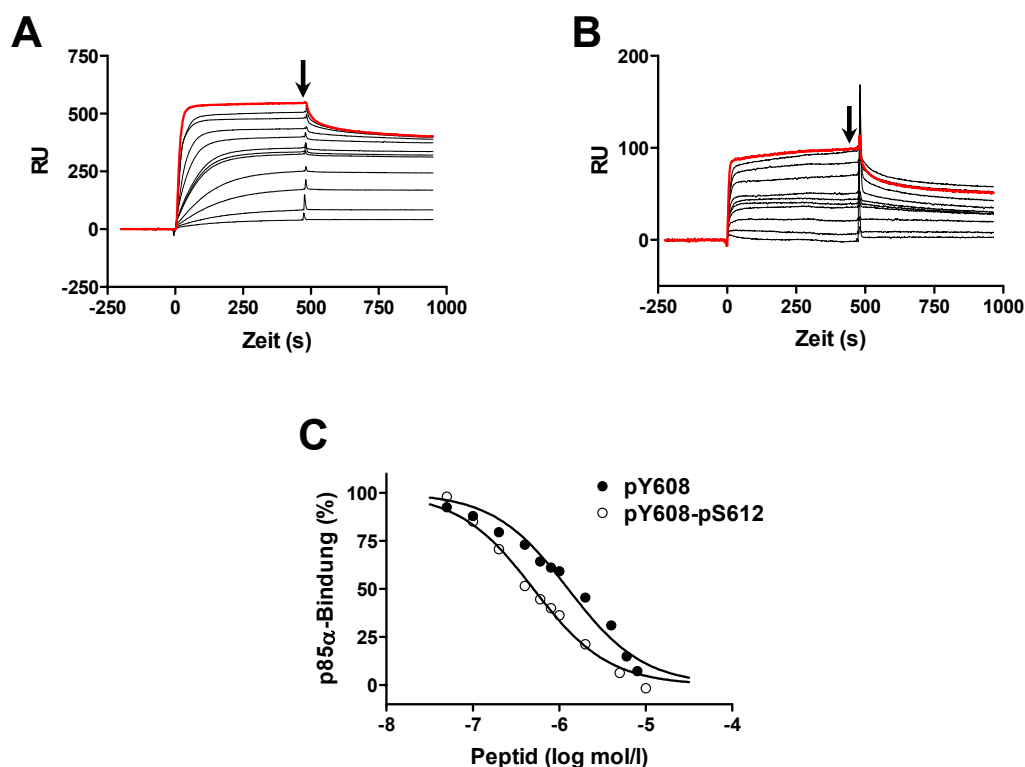 A
750
500
250
0
-250
RU
-250 0 250 500 750 1000
Zeit (s)
B
200
100
0
RU
-250 0 250 500 750 1000
Zeit (s)
C
100
75
50
25
0
p85α-Bindung (%)
pY608
pY608-pS612
-8 -7 -6 -5 -4
Peptid (log mol/l)